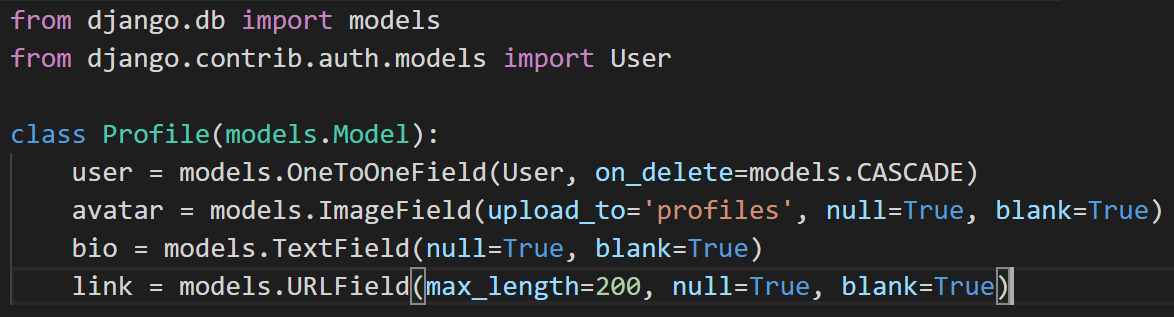 from django.db import models
from django.contrib.auth.models import User
class Profile(models.Model):
    user = models.OneToOneField(User, on_delete=models.CASCADE)
    avatar = models.ImageField(upload_to='profiles', null=True, blank=True)
    bio = models.TextField(null=True, blank=True)
    link = models.URLField(max_length=200, null=True, blank=True)